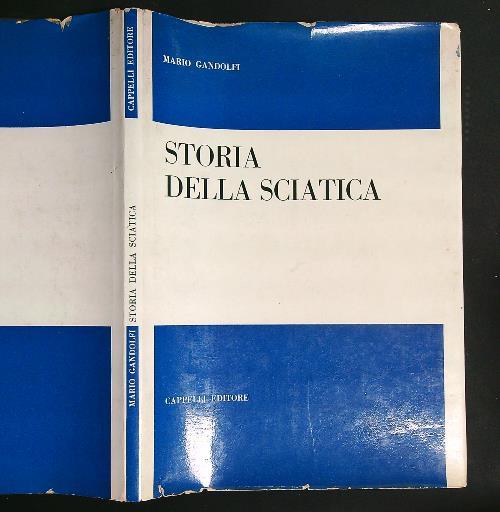 MARIO GANDOLFI
STORIA
DELLA SCIATICA
CAPPELLI EDITORE
MARIO GANDOLFI STORIA DELLA SCIATICA CAPPELLI EDITORE